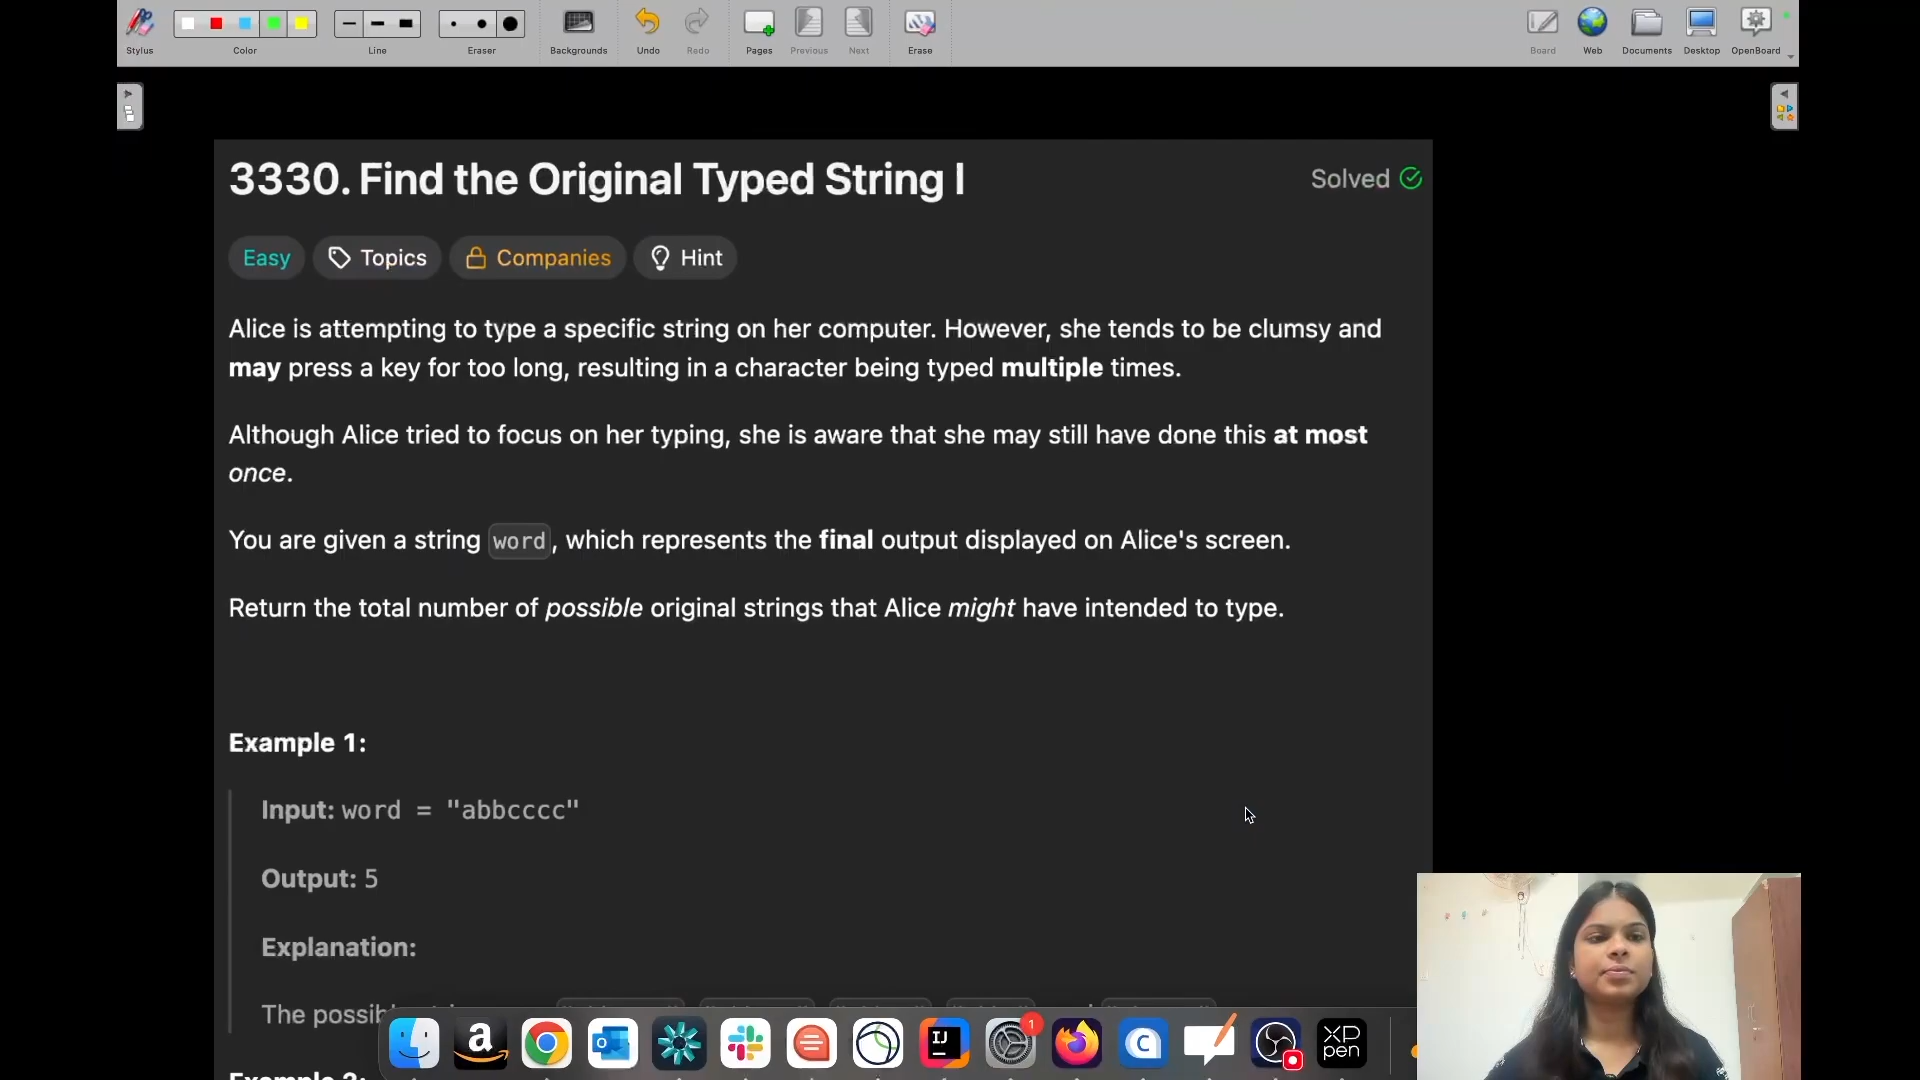 Stylus
Color
Line
Eraser
Backgrounds
Undo
Redo
Pages
Previous
Next
Erase
Board
Web
Documents
Desktop
OpenBoard
3330. Find the Original Typed String I
Solved
Easy
Topics
Companies
Hint
Alice is attempting to type a specific string on her computer. However, she tends to be clumsy and
may press a key for too long, resulting in a character being typed multiple times.
Although Alice tried to focus on her typing, she is aware that she may still have done this at most
once.
You are given a string word, which represents the final output displayed on Alice's screen.
Return the total number of possible original strings that Alice might have intended to type.
Example 1:
Input: word = "abbcccc"
Output: 5
Explanation:
The
a
IJ
1
C
XP
pen